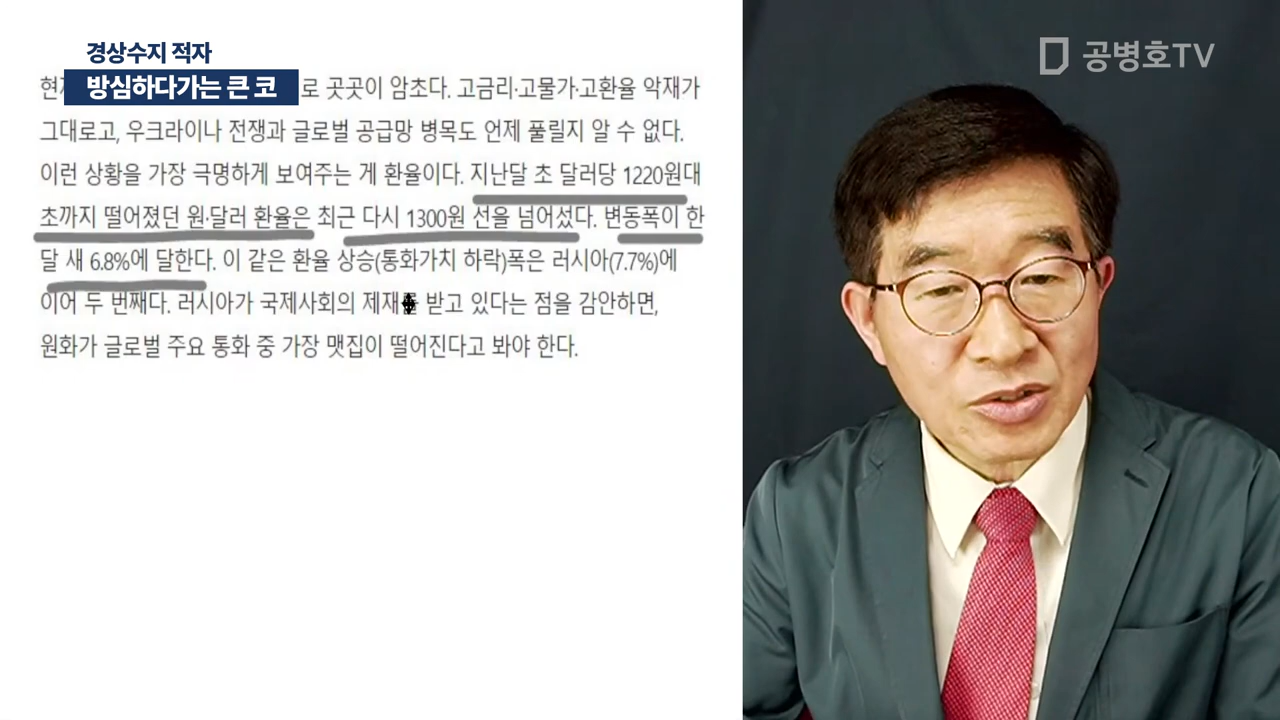 경상수지 적자
방심하다가는 큰 코
공병호TV
로 곳곳이 암초다. 고금리·고물가·고환율 악재가
그대로고, 우크라이나 전쟁과 글로벌 공급망 병목도 언제 풀릴지 알 수 없다.
이런 상황을 가장 극명하게 보여주는 게 환율이다. 지난달 초 달러당 1220원대
초까지 떨어졌던 원·달러 환율은 최근 다시 1300원 선을 넘어섰다. 변동폭이 한
달 새 6.8%에 달한다. 이 같은 환율 상승(통화가치 하락)폭은 러시아(7.7%)에
이어 두 번째다. 러시아가 국제사회의 제재를 받고 있다는 점을 감안하면,
원화가 글로벌 주요 통화 중 가장 맷집이 떨어진다고 봐야 한다.